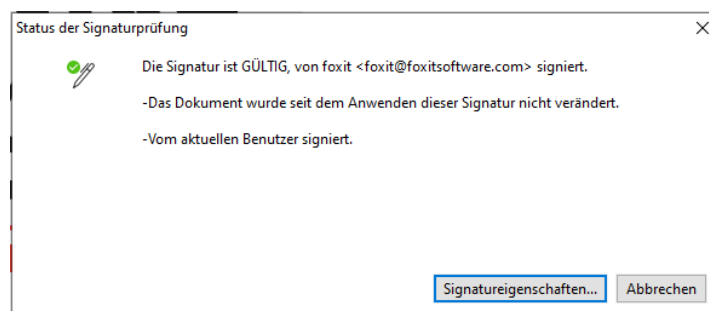 Status der Signaturprüfung
Die Signatur ist GÜLTIG, von foxit <foxit@foxitsoftware.com> signiert.
-Das Dokument wurde seit dem Anwenden dieser Signatur nicht verändert.
-Vom aktuellen Benutzer signiert.
Signatureigenschaften... Abbrechen